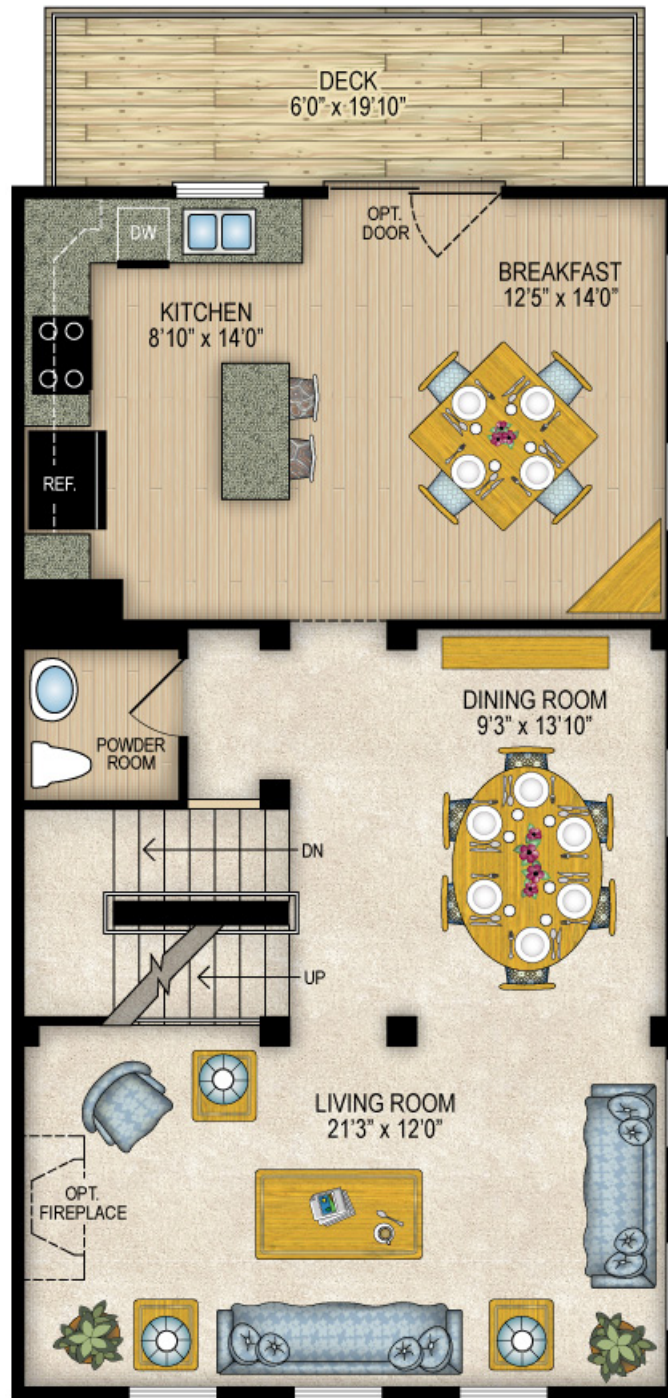 DECK
6'0" x 19'10"
OPT.
DOOR
DW
BREAKFAST
12'5" x 14'0"
KITCHEN
8'10" x 14'0"
REF.
DINING ROOM
9'3" x 13'10"
POWDER
ROOM
DN
UP
LIVING ROOM
21'3" x 12'0"
OPT.
FIREPLACE